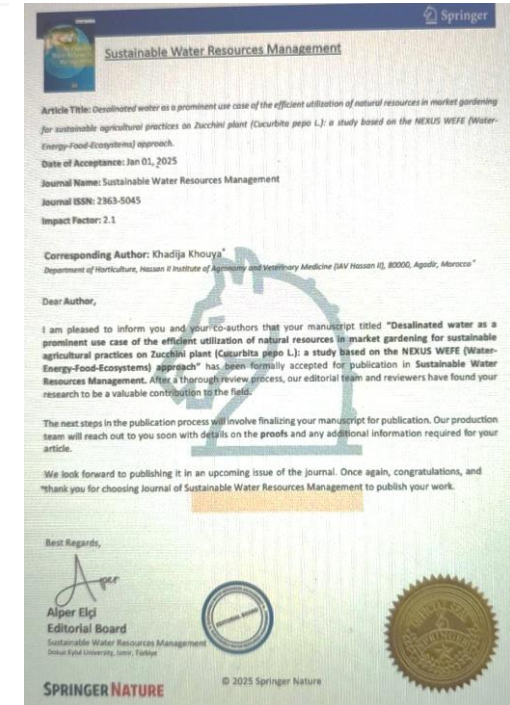 Springer
Sustainable Water Resources Management
Article Title: Desalinated water as a prominent use case of the efficient utilization of natural resources in market gardening
for sustainable agricultural practices on Zucchini plant (Cucurbita pepo L.): a study based on the NEXUS WEFE (Water-
Energy-Food-Ecosystems) approach.
Date of Acceptance: Jan 01, 2025
Journal Name: Sustainable Water Resources Management
Journal ISSN: 2363-5045
Impact Factor: 2.1
Corresponding Author: Khadija Khouya*
Department of Horticulture, Hassan II Institute of Agronomy and Veterinary Medicine (IAV Hassan II), 80000, Agadir, Morocco*
Dear Author,
I am pleased to inform you and your co-authors that your manuscript titled "Desalinated water as a
prominent use case of the efficient utilization of natural resources in market gardening for sustainable
agricultural practices on Zucchini plant (Cucurbita pepo L.): a study based on the NEXUS WEFE (Water-
Energy-Food-Ecosystems) approach" has been formally accepted for publication in Sustainable Water
Resources Management. After a thorough review process, our editorial team and reviewers have found your
research to be a valuable contribution to the field.
The next steps in the publication process will involve finalizing your manuscript for publication. Our production
team will reach out to you soon with details on the proofs and any additional information required for your
article.
We look forward to publishing it in an upcoming issue of the journal. Once again, congratulations, and
thank you for choosing Journal of Sustainable Water Resources Management to publish your work.
Best Regards,
Alper Elçi
Editorial Board
Sustainable Water Resources Management
Dokuz Eylul University, Izmir, Türkiye
EDITORIAL BOARD
SPRINGER NATURE
© 2025 Springer Nature